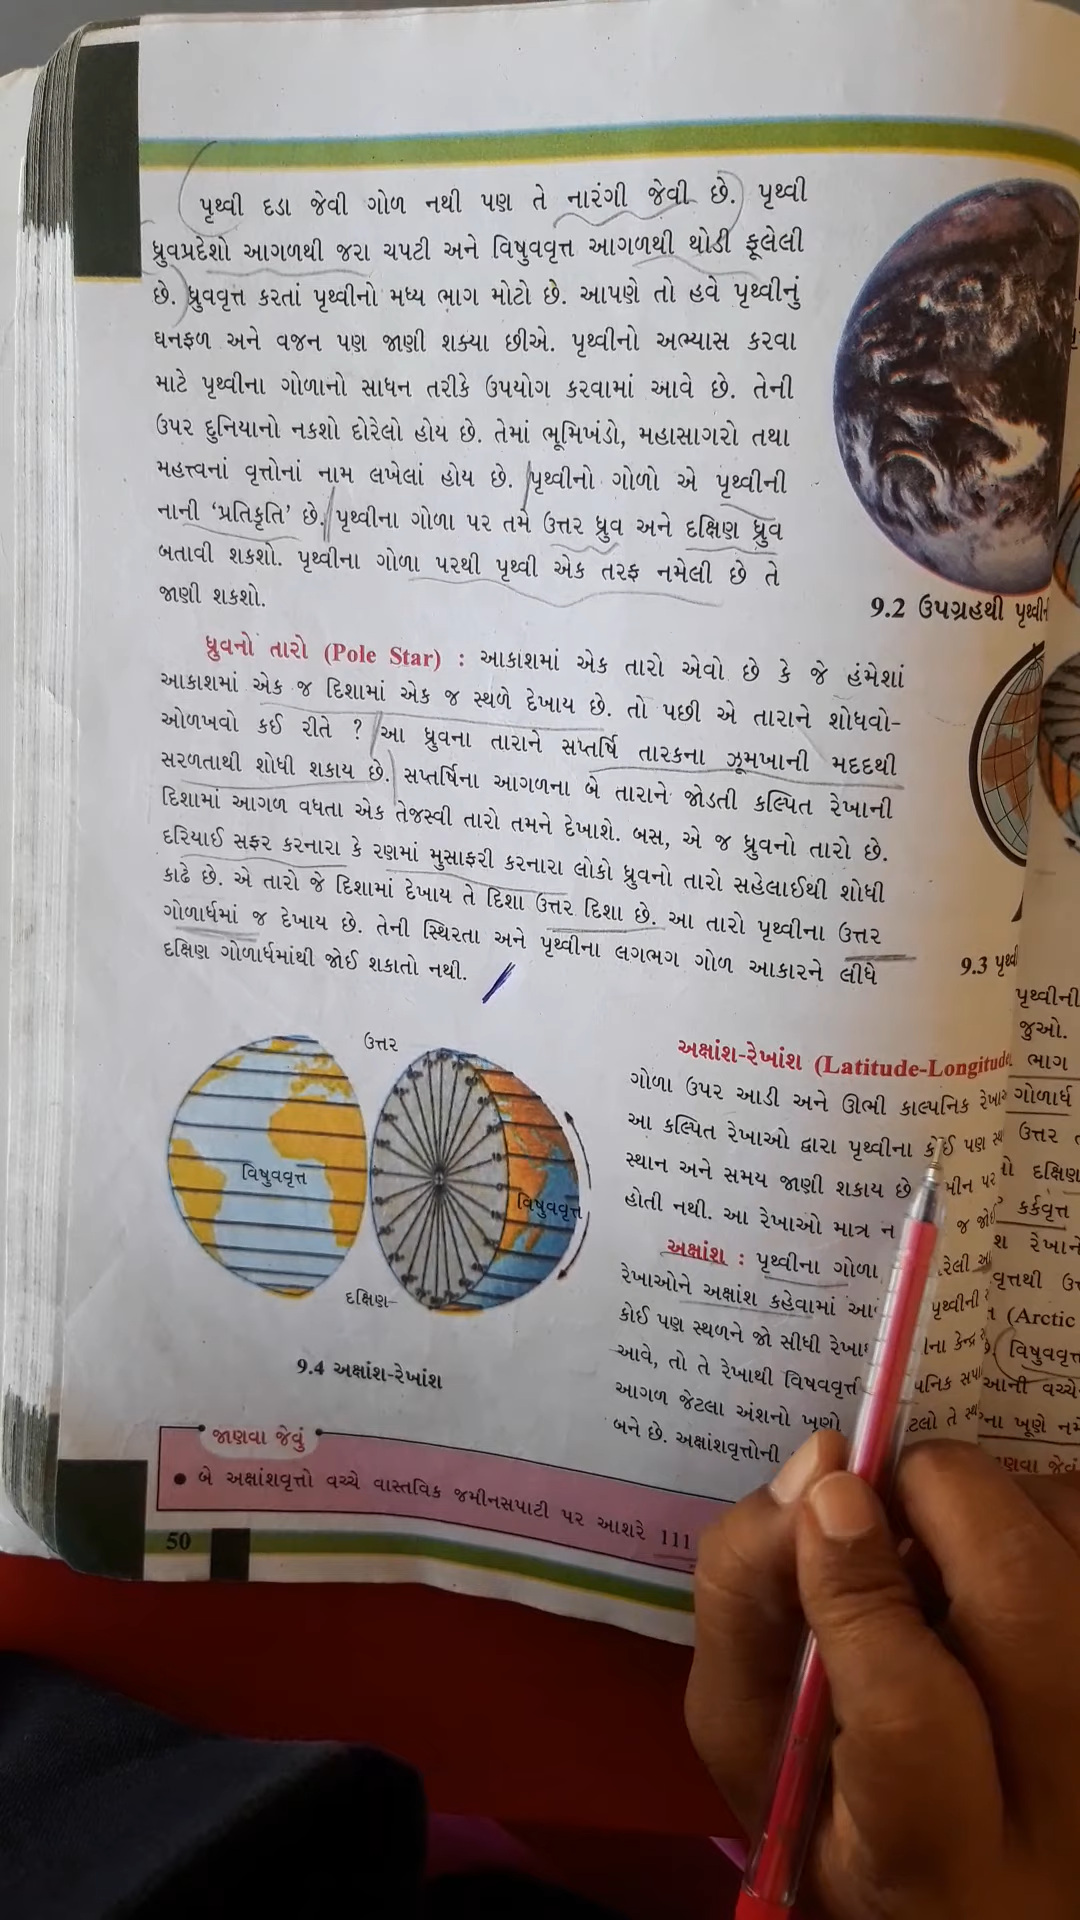 પૃથ્વી દડા જેવી ગોળ નથી પણ તે નારંગી જેવી છે. પૃથ્વી
ધ્રુવપ્રદેશો આગળથી જરા ચપટી અને વિષુવવૃત્ત આગળથી થોડી ફૂલેલી
છે. ધ્રુવવૃત્ત કરતાં પૃથ્વીનો મધ્ય ભાગ મોટો છે. આપણે તો હવે પૃથ્વીનું
ઘનફળ અને વજન પણ જાણી શક્યા છીએ. પૃથ્વીનો અભ્યાસ કરવા
માટે પૃથ્વીના ગોળાનો સાધન તરીકે ઉપયોગ કરવામાં આવે છે. તેની
ઉપર દુનિયાનો નકશો દોરેલો હોય છે. તેમાં ભૂમિખંડો, મહાસાગરો તથા
મહત્ત્વનાં વૃત્તોનાં નામ લખેલાં હોય છે. પૃથ્વીનો ગોળો એ પૃથ્વીની
નાની ‘પ્રતિકૃતિ’ છે. પૃથ્વીના ગોળા પર તમે ઉત્તર ધ્રુવ અને દક્ષિણ ધ્રુવ
બતાવી શકશો. પૃથ્વીના ગોળા પરથી પૃથ્વી એક તરફ નમેલી છે તે
જાણી શકશો.
9.2 ઉપગ્રહથી
ધ્રુવનો તારો (Pole Star) : આકાશમાં એક તારો એવો છે કે જે હંમેશાં
આકાશમાં એક જ દિશામાં એક જ સ્થળે દેખાય છે. તો પછી એ તારાને શોધવો-
ઓળખવો કઈ રીતે ? આ ધ્રુવના તારાને સપ્તર્ષિ તારકના ઝૂમખાની મદદથી
સરળતાથી શોધી શકાય છે. સપ્તર્ષિના આગળના બે તારાને જોડતી કલ્પિત રેખાની
દિશામાં આગળ વધતા એક તેજસ્વી તારો તમને દેખાશે. બસ, એ જ ધ્રુવનો તારો છે.
દરિયાઈ સફર કરનારા કે રણમાં મુસાફરી કરનારા લોકો ધ્રુવનો તારો સહેલાઈથી શોધી
કાઢે છે. એ તારો જે દિશામાં દેખાય તે દિશા ઉત્તર દિશા છે. આ તારો પૃથ્વીના ઉત્તર
ગોળાર્ધમાં જ દેખાય છે. તેની સ્થિરતા અને પૃથ્વીના લગભગ ગોળ આકારને લીધે
દક્ષિણ ગોળાર્ધમાંથી જોઈ શકાતો નથી.
9.3
ઉત્તર
વિષુવવૃત્ત
વિષુવવૃત્ત
દક્ષિણ
9.4 અક્ષાંશ-રેખાંશ
અક્ષાંશ-રેખાંશ (Latitude-Longitude
ગોળા ઉપર આડી અને ઊભી કાલ્પનિક
આ કલ્પિત રેખાઓ દ્વારા પૃથ્વીના કોઈ પણ
સ્થાન અને સમય જાણી શકાય છે
હોતી નથી. આ રેખાઓ માત્ર
અક્ષાંશ : પૃથ્વીના ગોળા
રેખાઓને અક્ષાંશ કહેવામાં
કોઈ પણ સ્થળને જો સીધી
આવે, તો તે રેખાથી વિષવવૃત્ત
આગળ જેટલા અંશનો ખૂણો
બને છે. અક્ષાંશવૃત્તોની
પૃથ્વીની
જુઓ.
ભાગ
ગોળાર્ધ
ઉત્તર
દક્ષિણ
કર્કવૃત્ત
(Arctic
જાણવા જેવું
● બે અક્ષાંશવૃત્તો વચ્ચે વાસ્તવિક જમીનસપાટી પર આશરે 111
50